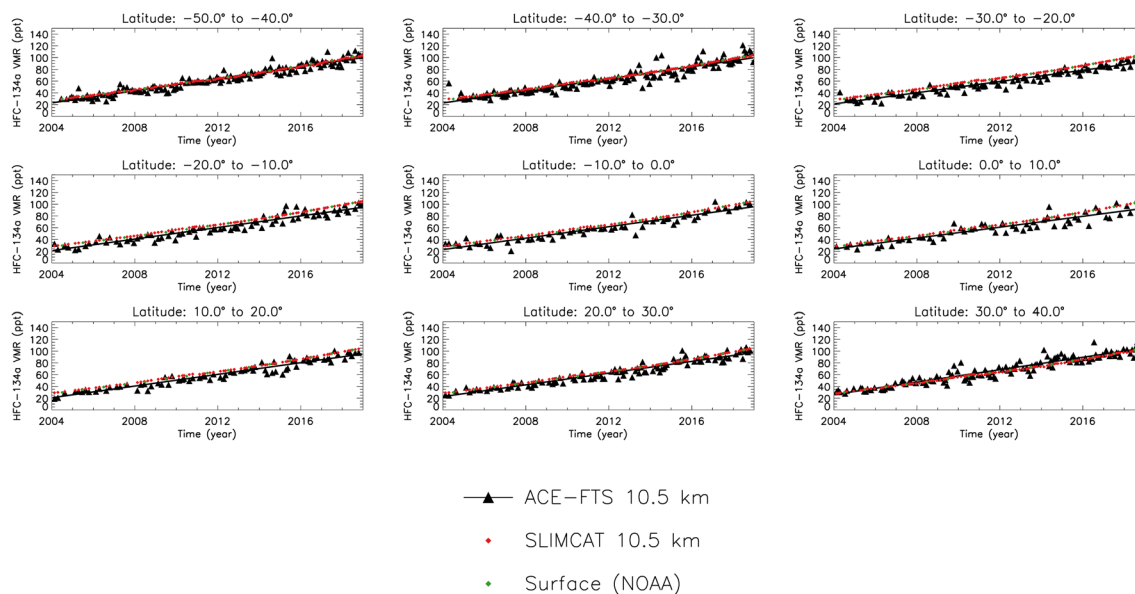 Latitude: −50.0° to −40.0°
HFC−134a VMR (ppt)
140
120
100
80
60
40
20
0
2004 2008 2012 2016
Time (year)
Latitude: −40.0° to −30.0°
HFC−134a VMR (ppt)
140
120
100
80
60
40
20
0
2004 2008 2012 2016
Time (year)
Latitude: −30.0° to −20.0°
HFC−134a VMR (ppt)
140
120
100
80
60
40
20
0
2004 2008 2012 2016
Time (year)
Latitude: −20.0° to −10.0°
HFC−134a VMR (ppt)
140
120
100
80
60
40
20
0
2004 2008 2012 2016
Time (year)
Latitude: −10.0° to 0.0°
HFC−134a VMR (ppt)
140
120
100
80
60
40
20
0
2004 2008 2012 2016
Time (year)
Latitude: 0.0° to 10.0°
HFC−134a VMR (ppt)
140
120
100
80
60
40
20
0
2004 2008 2012 2016
Time (year)
Latitude: 10.0° to 20.0°
HFC−134a VMR (ppt)
140
120
100
80
60
40
20
0
2004 2008 2012 2016
Time (year)
Latitude: 20.0° to 30.0°
HFC−134a VMR (ppt)
140
120
100
80
60
40
20
0
2004 2008 2012 2016
Time (year)
Latitude: 30.0° to 40.0°
HFC−134a VMR (ppt)
140
120
100
80
60
40
20
0
2004 2008 2012 2016
Time (year)
ACE−FTS 10.5 km
SLIMCAT 10.5 km
Surface (NOAA)